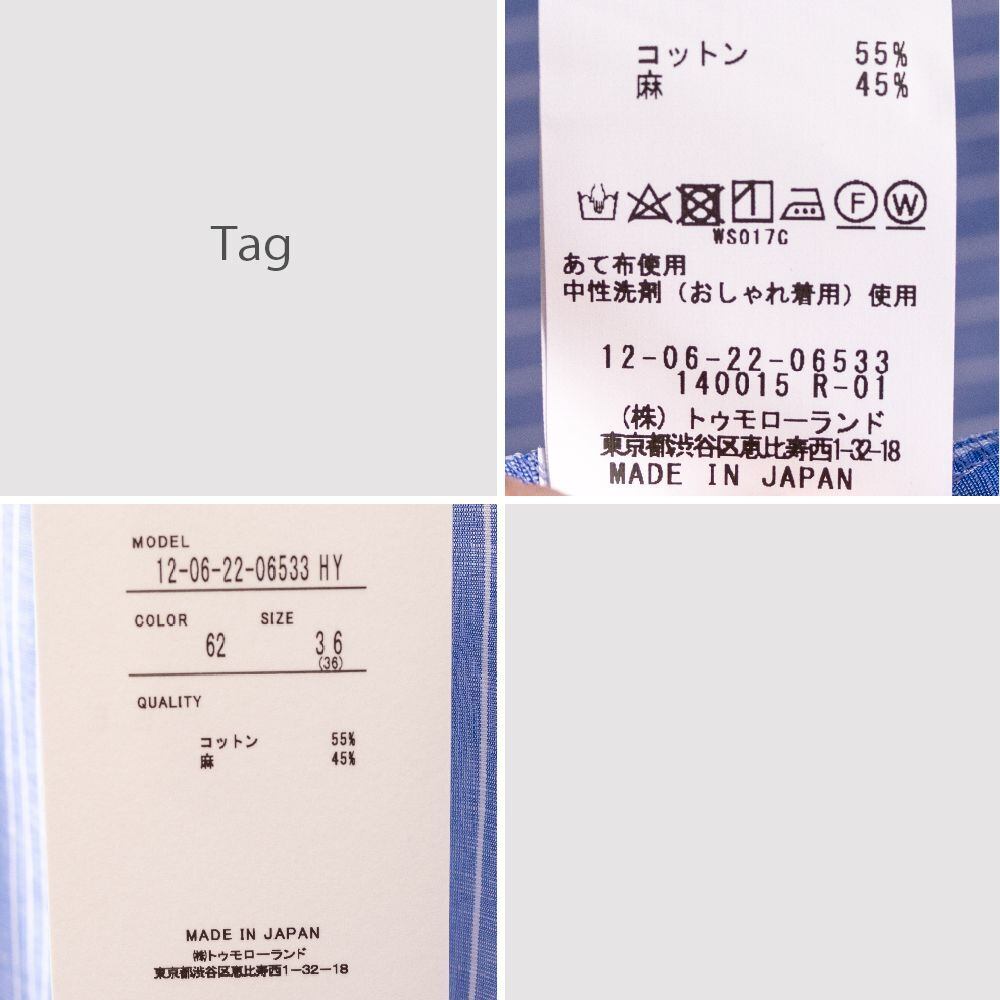 Tag
コットン 55%
麻 45%
F W
WS017C
あて布使用
中性洗剤（おしゃれ着用）使用
12-06-22-06533
140015 R-01
（株）トゥモローランド
東京都渋谷区恵比寿西1-32-18
MADE IN JAPAN
MODEL
12-06-22-06533 HY
COLOR SIZE
62 36
(36)
QUALITY
コットン 55%
麻 45%
MADE IN JAPAN
㈱トゥモローランド
東京都渋谷区恵比寿西1-32-18